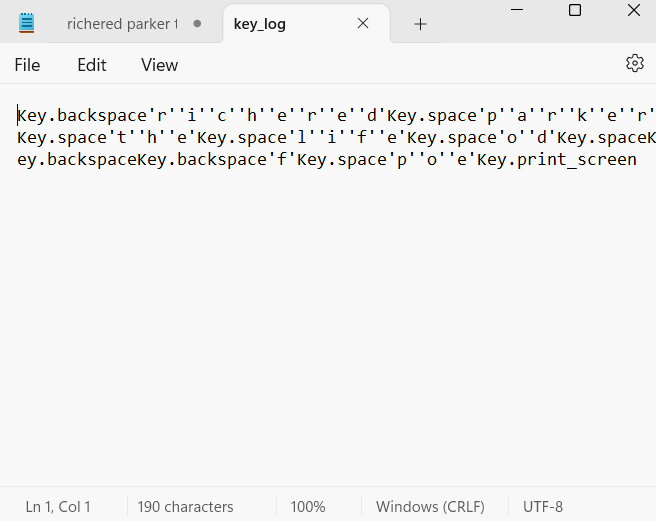 richered parker t
key_log
File Edit View
Key.backspace'r''i''c''h''e''r''e''d'Key.space'p''a''r''k''e''r'
Key.space't''h''e'Key.space'l''i''f''e'Key.space'o''d'Key.spaceK
ey.backspaceKey.backspace'f'Key.space'p''o''e'Key.print_screen
Ln 1, Col 1 190 characters 100% Windows (CRLF) UTF-8